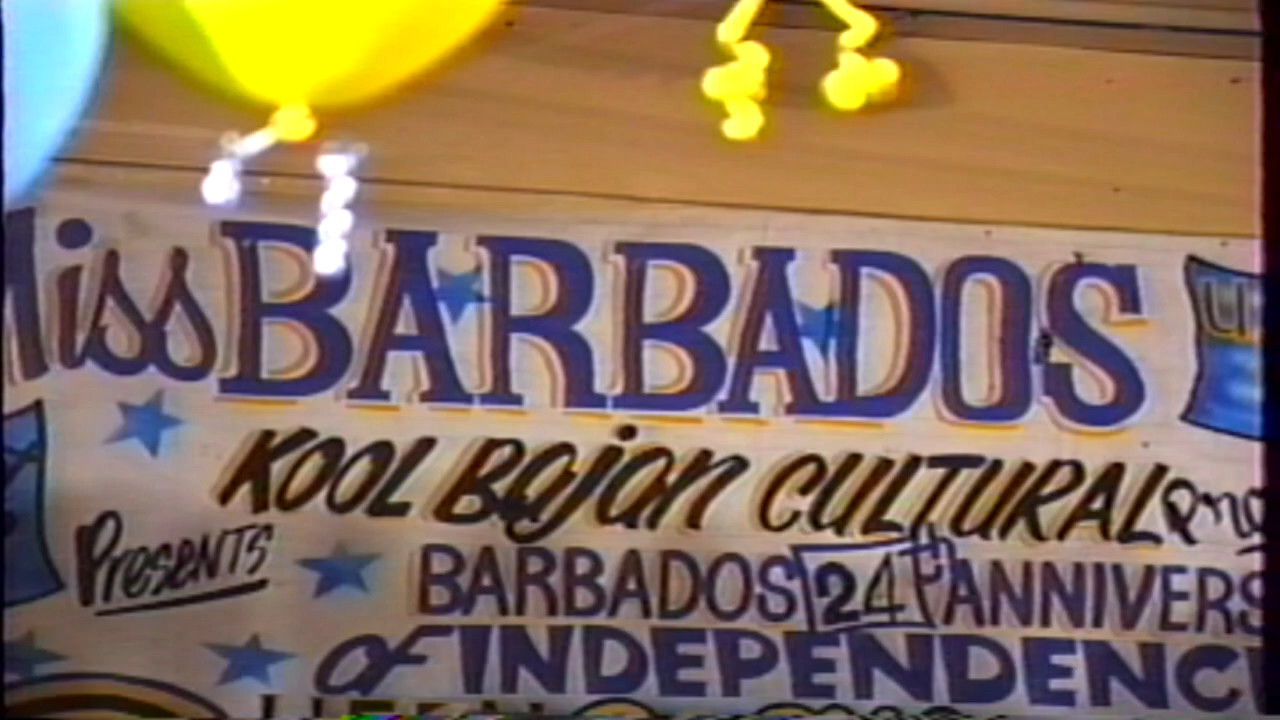 Miss BARBADOS
KOOL Bajan CULTURAL
Presents
BARBADOS 24th ANNIVERS
of INDEPENDENC